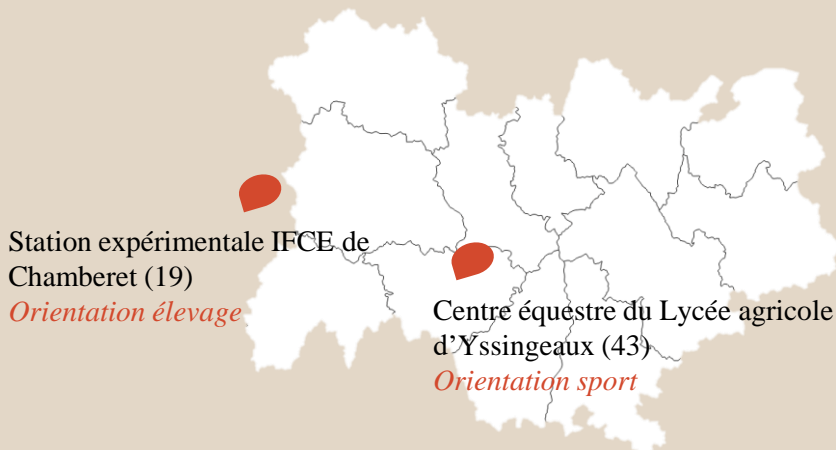 Station expérimentale IFCE de
Chamberet (19)
Orientation élevage
Centre équestre du Lycée agricole
d’Yssingeaux (43)
Orientation sport